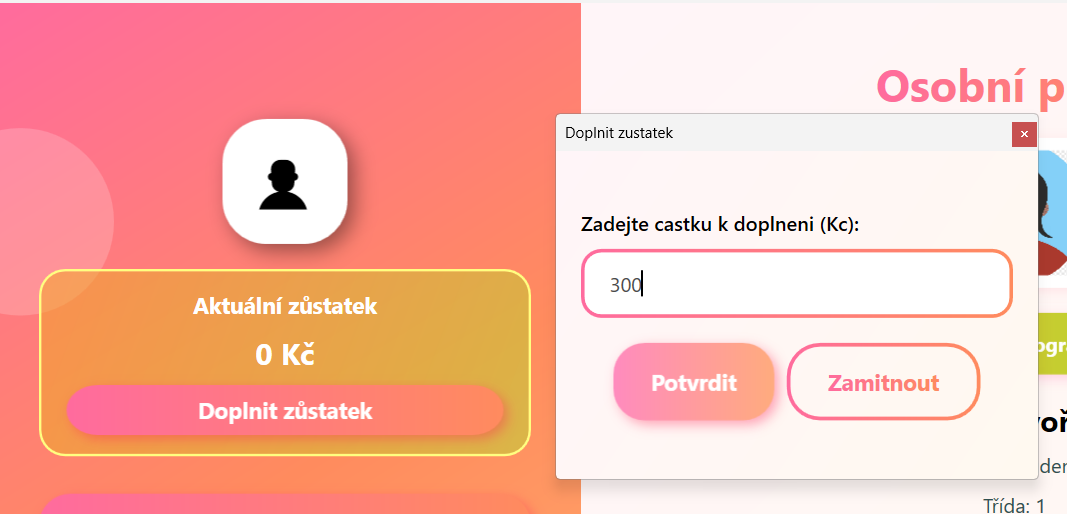 Osobní p
Doplnit zustatek
Zadejte castku k doplneni (Kc):
300
Potvrdit
Zamitnout
Aktuální zůstatek
0 Kč
Doplnit zůstatek
Třída: 1